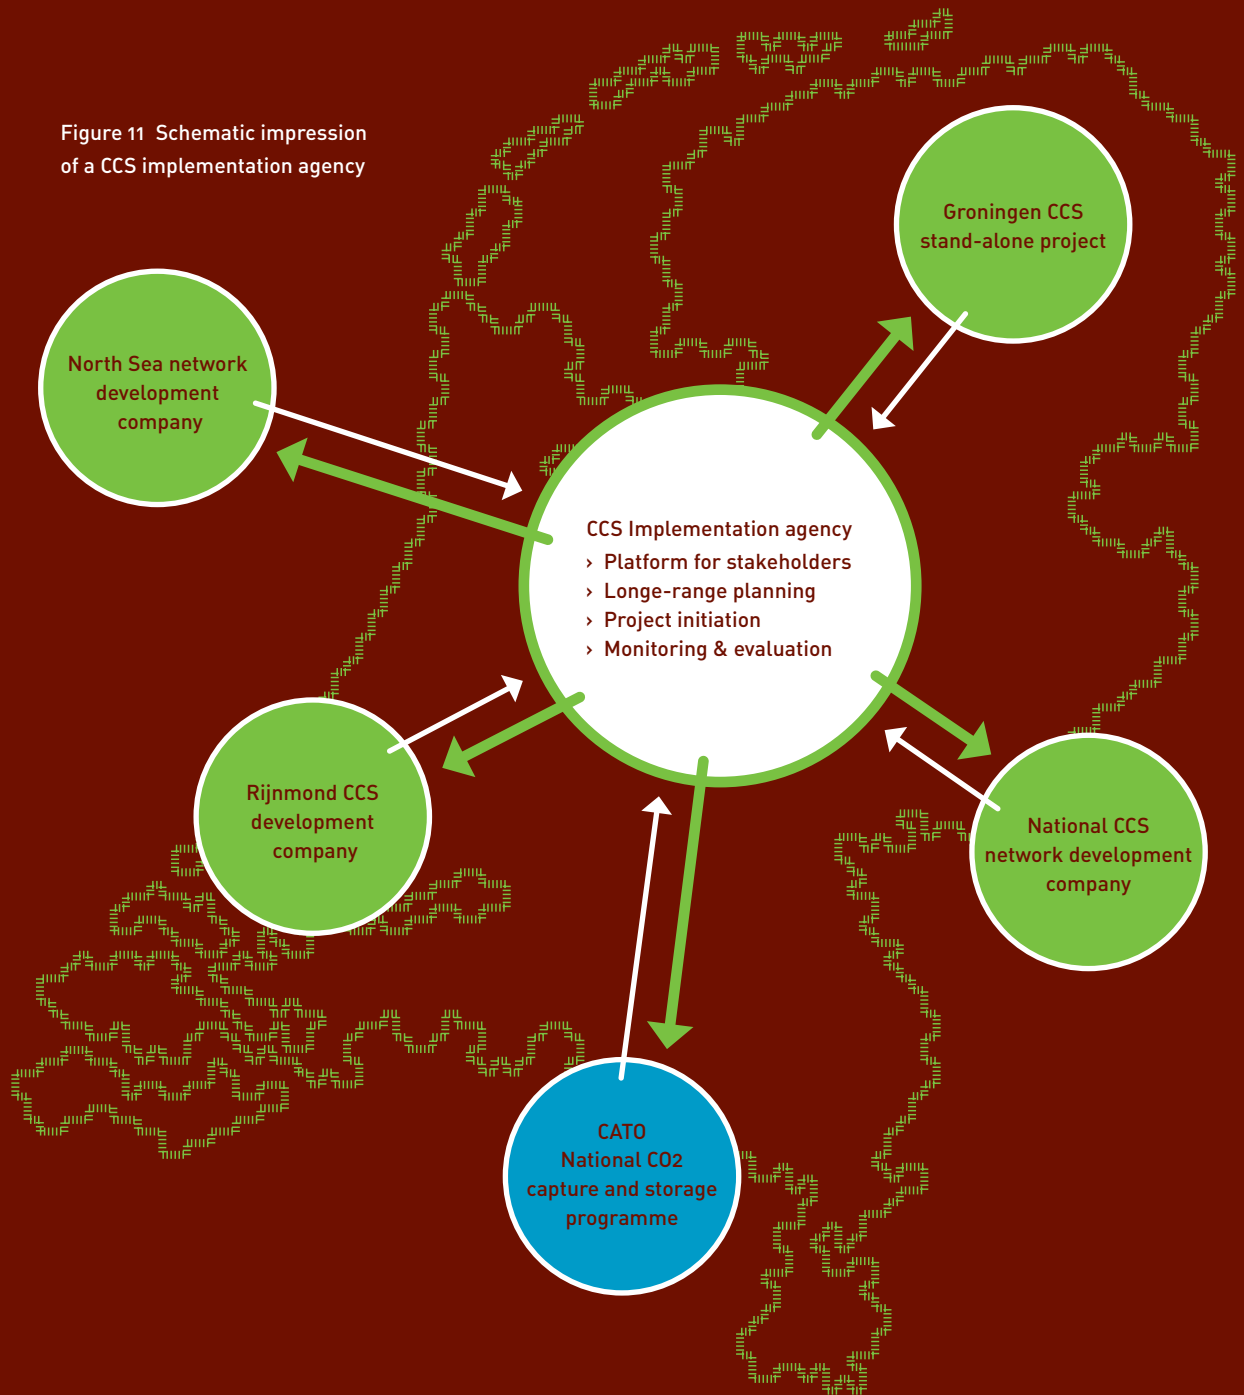 Figure 11 Schematic impression
of a CCS implementation agency
Groningen CCS
stand-alone project
North Sea network
development
company
CCS Implementation agency
› Platform for stakeholders
› Longe-range planning
› Project initiation
› Monitoring & evaluation
Rijnmond CCS
development
company
National CCS
network development
company
CATO
National CO2
capture and storage
programme